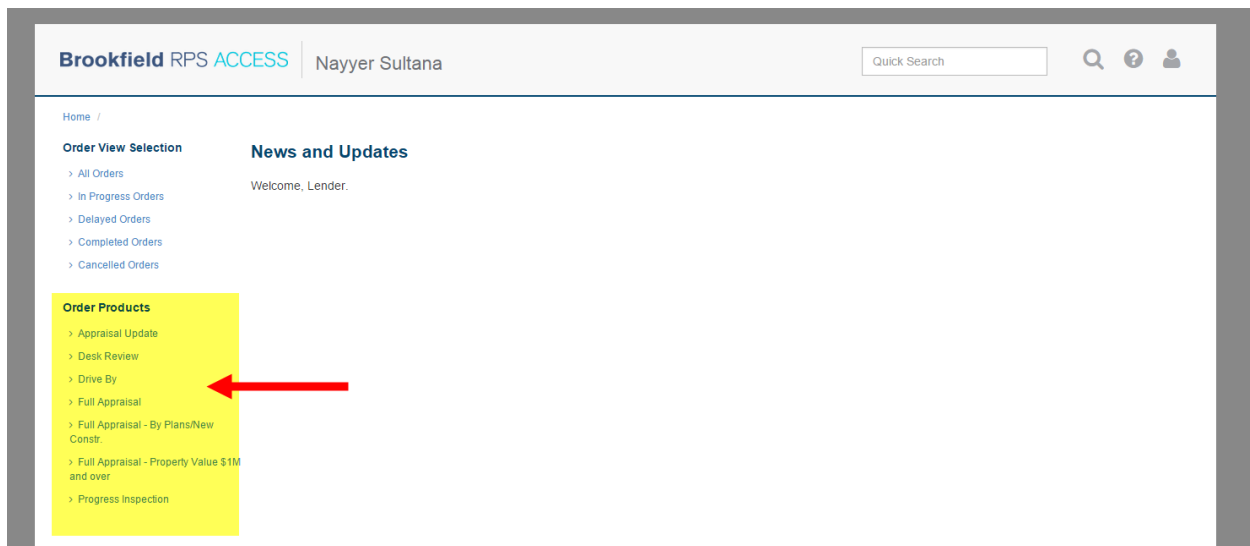 Brookfield RPS ACCESS
Nayyer Sultana
Quick Search
Home /
Order View Selection
> All Orders
> In Progress Orders
> Delayed Orders
> Completed Orders
> Cancelled Orders
News and Updates
Welcome, Lender.
Order Products
> Appraisal Update
> Desk Review
> Drive By
> Full Appraisal
> Full Appraisal - By Plans/New
Constr.
> Full Appraisal - Property Value $1M
and over
> Progress Inspection